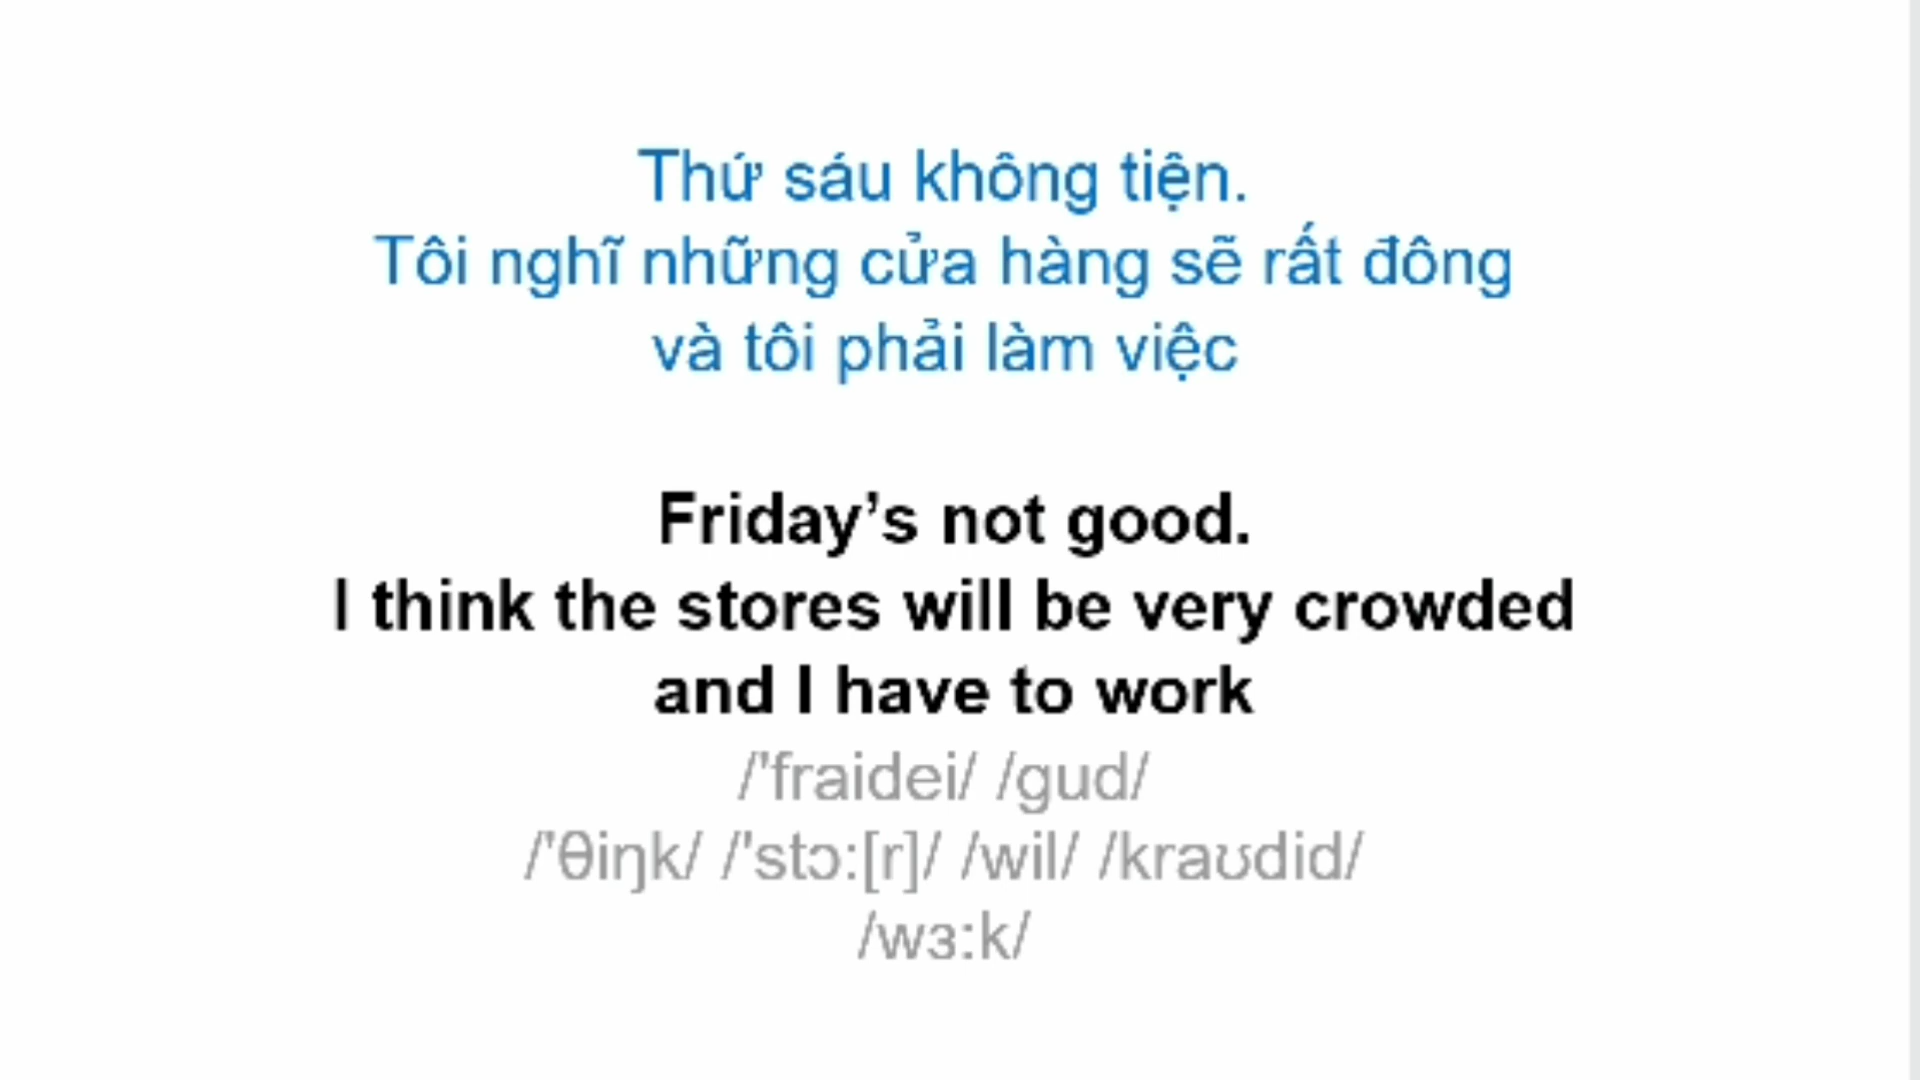 Thứ sáu không tiện.
Tôi nghĩ những cửa hàng sẽ rất đông
và tôi phải làm việc
Friday’s not good.
I think the stores will be very crowded
and I have to work
/'fraidei/ /gud/
/'θiŋk/ /'stɔ:[r]/ /wil/ /kraʊdid/
/wɜ:k/